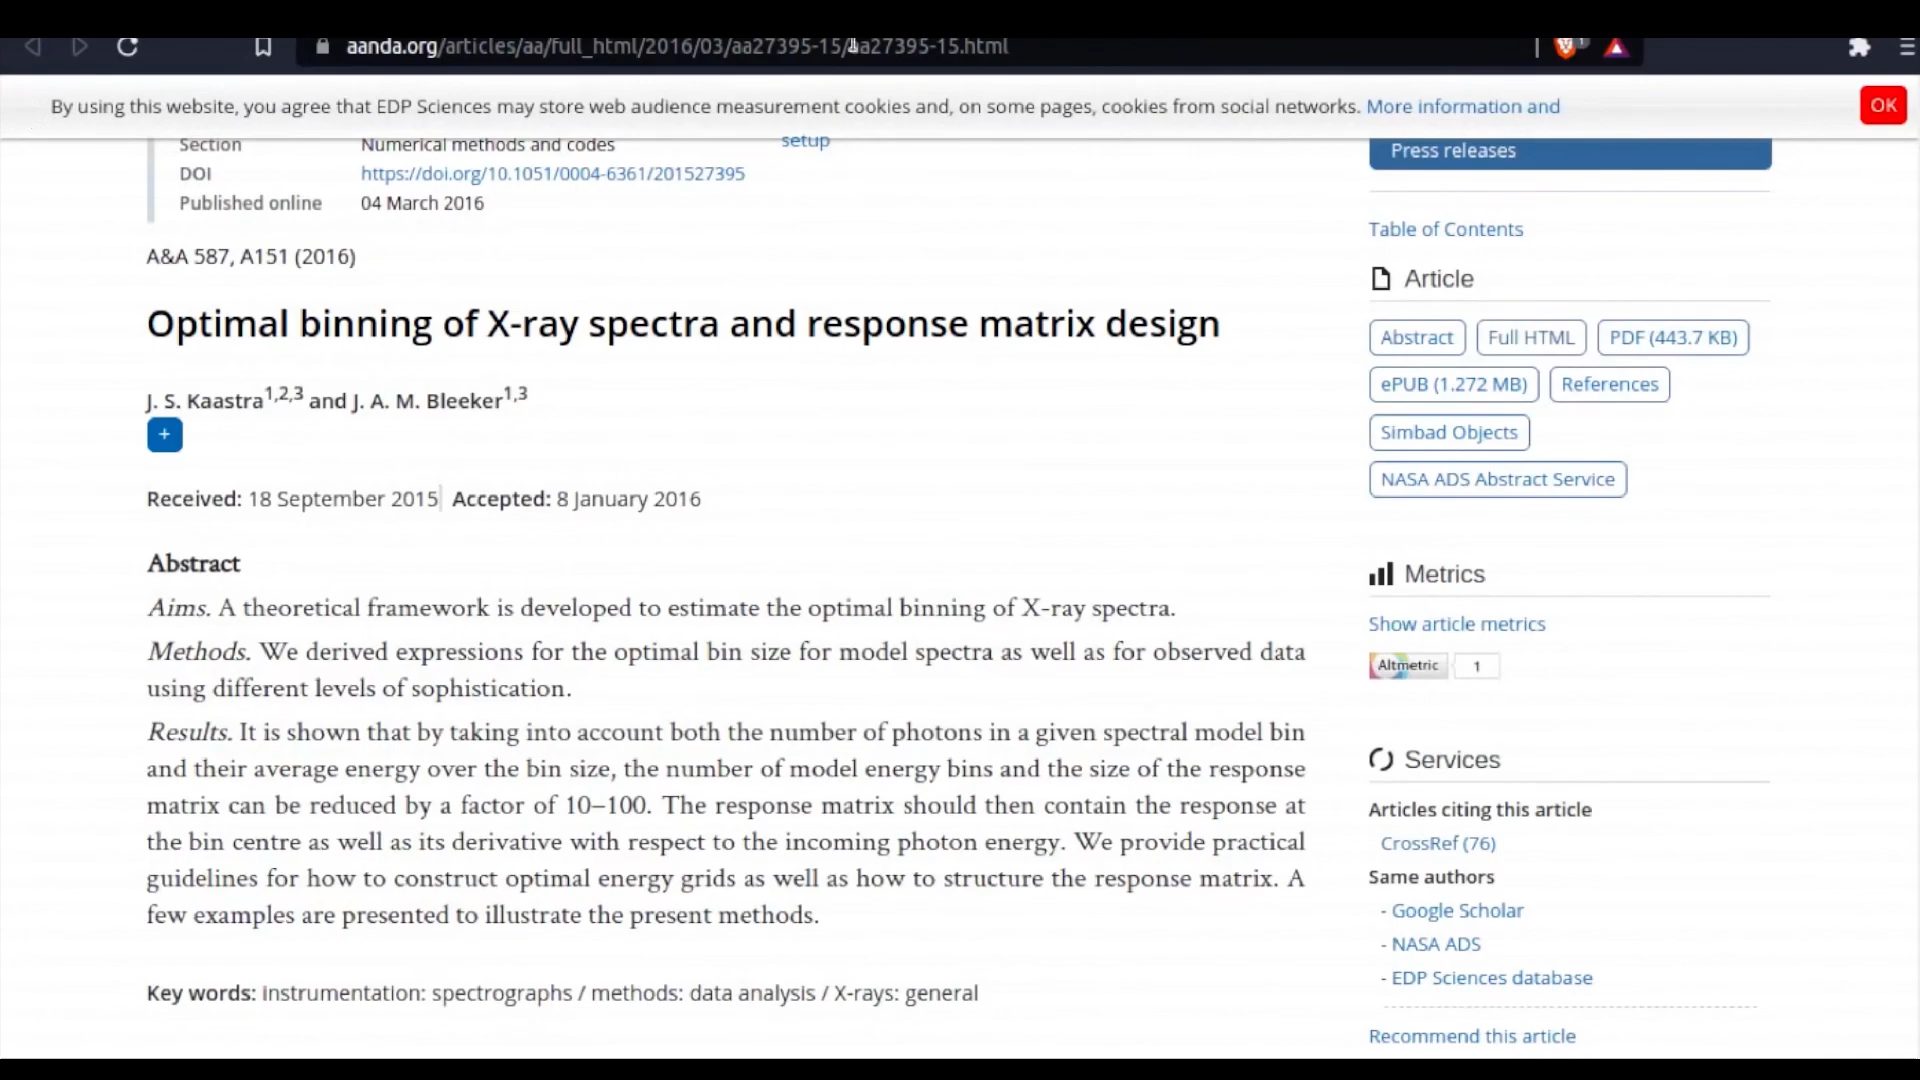 aanda.org/articles/aa/full_html/2016/03/aa27395-15/aa27395-15.html
By using this website, you agree that EDP Sciences may store web audience measurement cookies and, on some pages, cookies from social networks. More information and
setup
OK
Section Numerical methods and codes
DOI https://doi.org/10.1051/0004-6361/201527395
Published online 04 March 2016
A&A 587, A151 (2016)
Optimal binning of X-ray spectra and response matrix design
J. S. Kaastra1,2,3 and J. A. M. Bleeker1,3
+
Received: 18 September 2015 Accepted: 8 January 2016
Abstract
Aims. A theoretical framework is developed to estimate the optimal binning of X-ray spectra.
Methods. We derived expressions for the optimal bin size for model spectra as well as for observed data
using different levels of sophistication.
Results. It is shown that by taking into account both the number of photons in a given spectral model bin
and their average energy over the bin size, the number of model energy bins and the size of the response
matrix can be reduced by a factor of 10–100. The response matrix should then contain the response at
the bin centre as well as its derivative with respect to the incoming photon energy. We provide practical
guidelines for how to construct optimal energy grids as well as how to structure the response matrix. A
few examples are presented to illustrate the present methods.
Key words: instrumentation: spectrographs / methods: data analysis / X-rays: general
Press releases
Table of Contents
Article
Abstract Full HTML PDF (443.7 KB)
ePUB (1.272 MB) References
Simbad Objects
NASA ADS Abstract Service
Metrics
Show article metrics
Altmetric 1
Services
Articles citing this article
CrossRef (76)
Same authors
- Google Scholar
- NASA ADS
- EDP Sciences database
Recommend this article